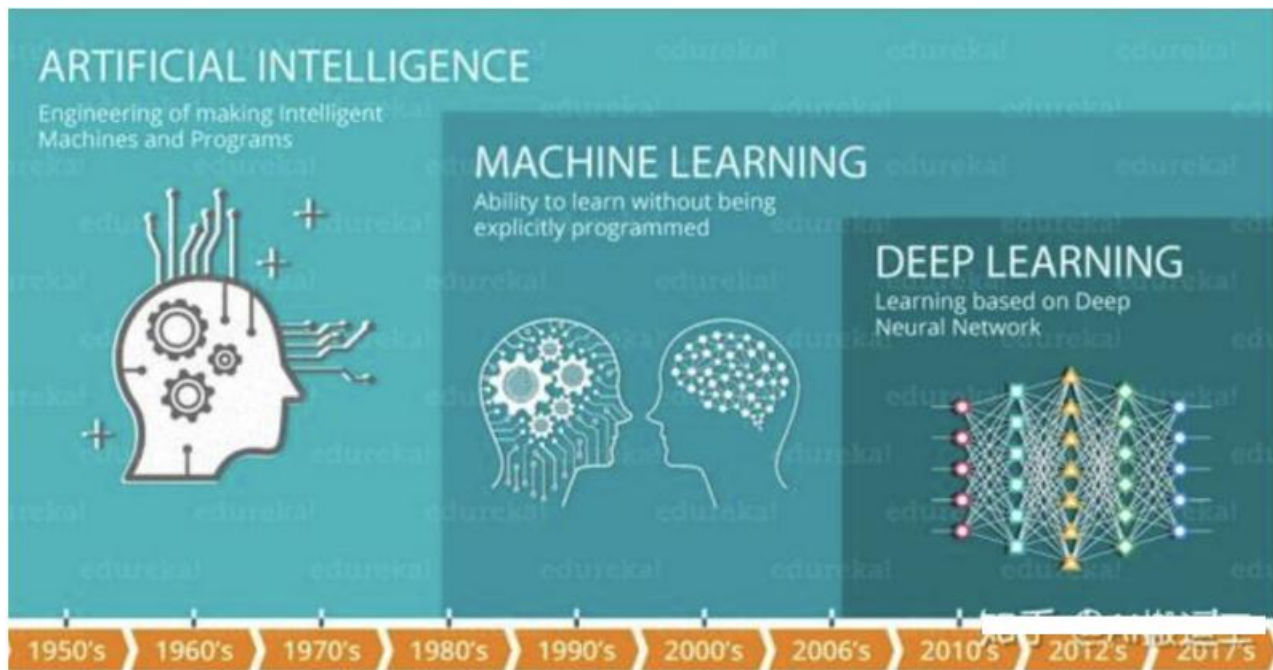 ARTIFICIAL INTELLIGENCE
Engineering of making Intelligent
Machines and Programs
MACHINE LEARNING
Ability to learn without being
explicitly programmed
DEEP LEARNING
Learning based on Deep
Neural Network
1950's 1960's 1970's 1980's 1990's 2000's 2006's 2010's 2012's 2017's
edureka!